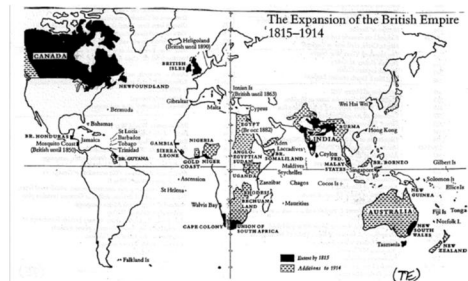 The Expansion of the British Empire
1815–1914
Heligoland
(British until 1890)
CANADA
BRITISH
ISLES
NEWFOUNDLAND
Ionian Is
(British until 1863)
Gibraltar
Malta
Cyprus
Wei Hai Wei
Bermuda
EGYPT
(Br occ 1882)
Bahamas
BURMA
Hong Kong
BR. HONDURAS
Jamaica
Mosquito Coast
(British until 1850)
St Lucia
Barbados
Tobago
Trinidad
BR. GUYANA
GAMBIA
SIERRA
LEONE
GOLD
COAST
NIGERIA
NIGER
ANGLO-
EGYPTIAN
SUDAN
UGANDA
Aden
BR.
SOMALILAND
INDIA
Laccadives
Ceylon
Maldives
Seychelles
FED.
MALAY
STATES
Singapore
BR. BORNEO
Gilbert Is
Ascension
Zanzibar
Chagos
Cocos Is
Solomon Is
Ellice Is
NEW
GUINEA
St Helena
Mauritius
Walvis Bay
BECHUANA
LAND
AUSTRALIA
Fiji Is
Tonga
Norfolk I.
CAPE COLONY
UNION OF
SOUTH AFRICA
NEW
SOUTH
WALES
Tasmania
NEW
ZEALAND
Falkland Is
Extent by 1815
Additions to 1914
(TE)